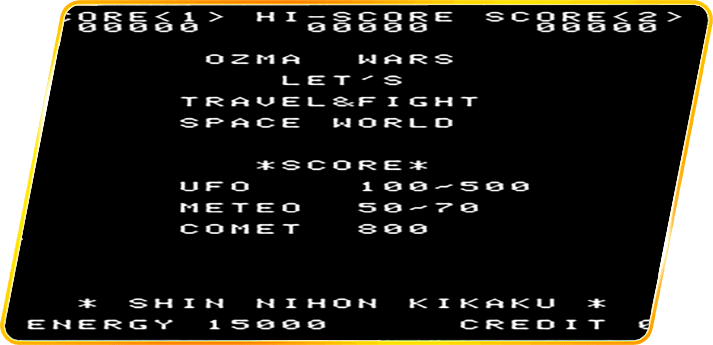 CORE<1> HI-SCORE SCORE<2>
00000 00000 00000
OZMA WARS
LET'S
TRAVEL&FIGHT
SPACE WORLD
*SCORE*
UFO 100~500
METEO 50~70
COMET 800
* SHIN NIHON KIKAKU *
ENERGY 15000 CREDIT